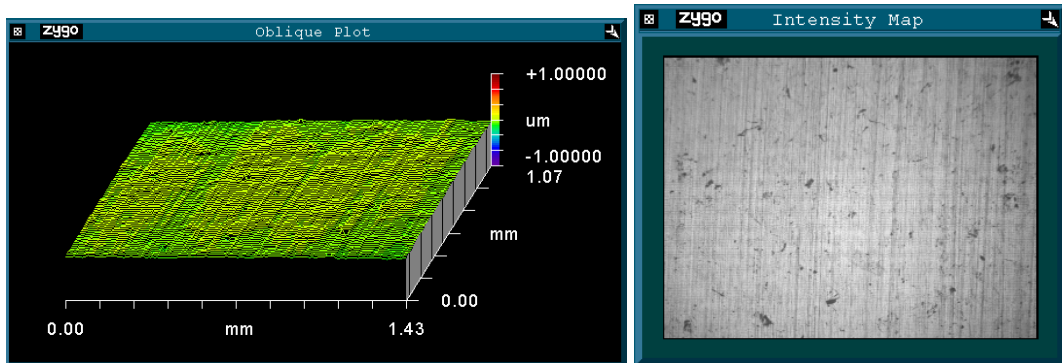 zygo Oblique Plot
+1.00000
um
-1.00000
1.07
mm
0.00
0.00 mm 1.43
zygo Intensity Map